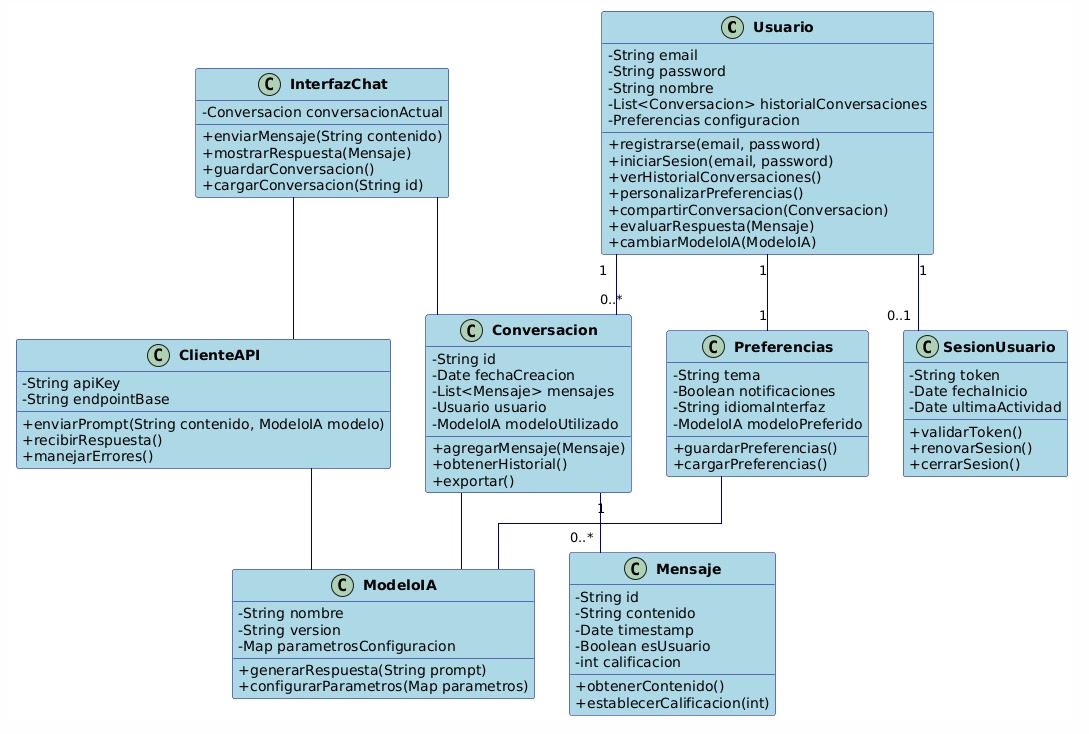 C Usuario
-String email
-String password
-String nombre
-List<Conversacion> historialConversaciones
-Preferencias configuracion
+registrarse(email, password)
+iniciarSesion(email, password)
+verHistorialConversaciones()
+personalizarPreferencias()
+compartirConversacion(Conversacion)
+evaluarRespuesta(Mensaje)
+cambiarModeloIA(ModeloIA)
C InterfazChat
-Conversacion conversacionActual
+enviarMensaje(String contenido)
+mostrarRespuesta(Mensaje)
+guardarConversacion()
+cargarConversacion(String id)
1
0..*
1
1
1
0..1
C ClienteAPI
-String apiKey
-String endpointBase
+enviarPrompt(String contenido, ModeloIA modelo)
+recibirRespuesta()
+manejarErrores()
C Conversacion
-String id
-Date fechaCreacion
-List<Mensaje> mensajes
-Usuario usuario
-ModeloIA modeloUtilizado
+agregarMensaje(Mensaje)
+obtenerHistorial()
+exportar()
C Preferencias
-String tema
-Boolean notificaciones
-String idiomaInterfaz
-ModeloIA modeloPreferido
+guardarPreferencias()
+cargarPreferencias()
C SesionUsuario
-String token
-Date fechaInicio
-Date ultimaActividad
+validarToken()
+renovarSesion()
+cerrarSesion()
1
0..*
C ModeloIA
-String nombre
-String version
-Map parametrosConfiguracion
+generarRespuesta(String prompt)
+configurarParametros(Map parametros)
C Mensaje
-String id
-String contenido
-Date timestamp
-Boolean esUsuario
-int calificacion
+obtenerContenido()
+establecerCalificacion(int)